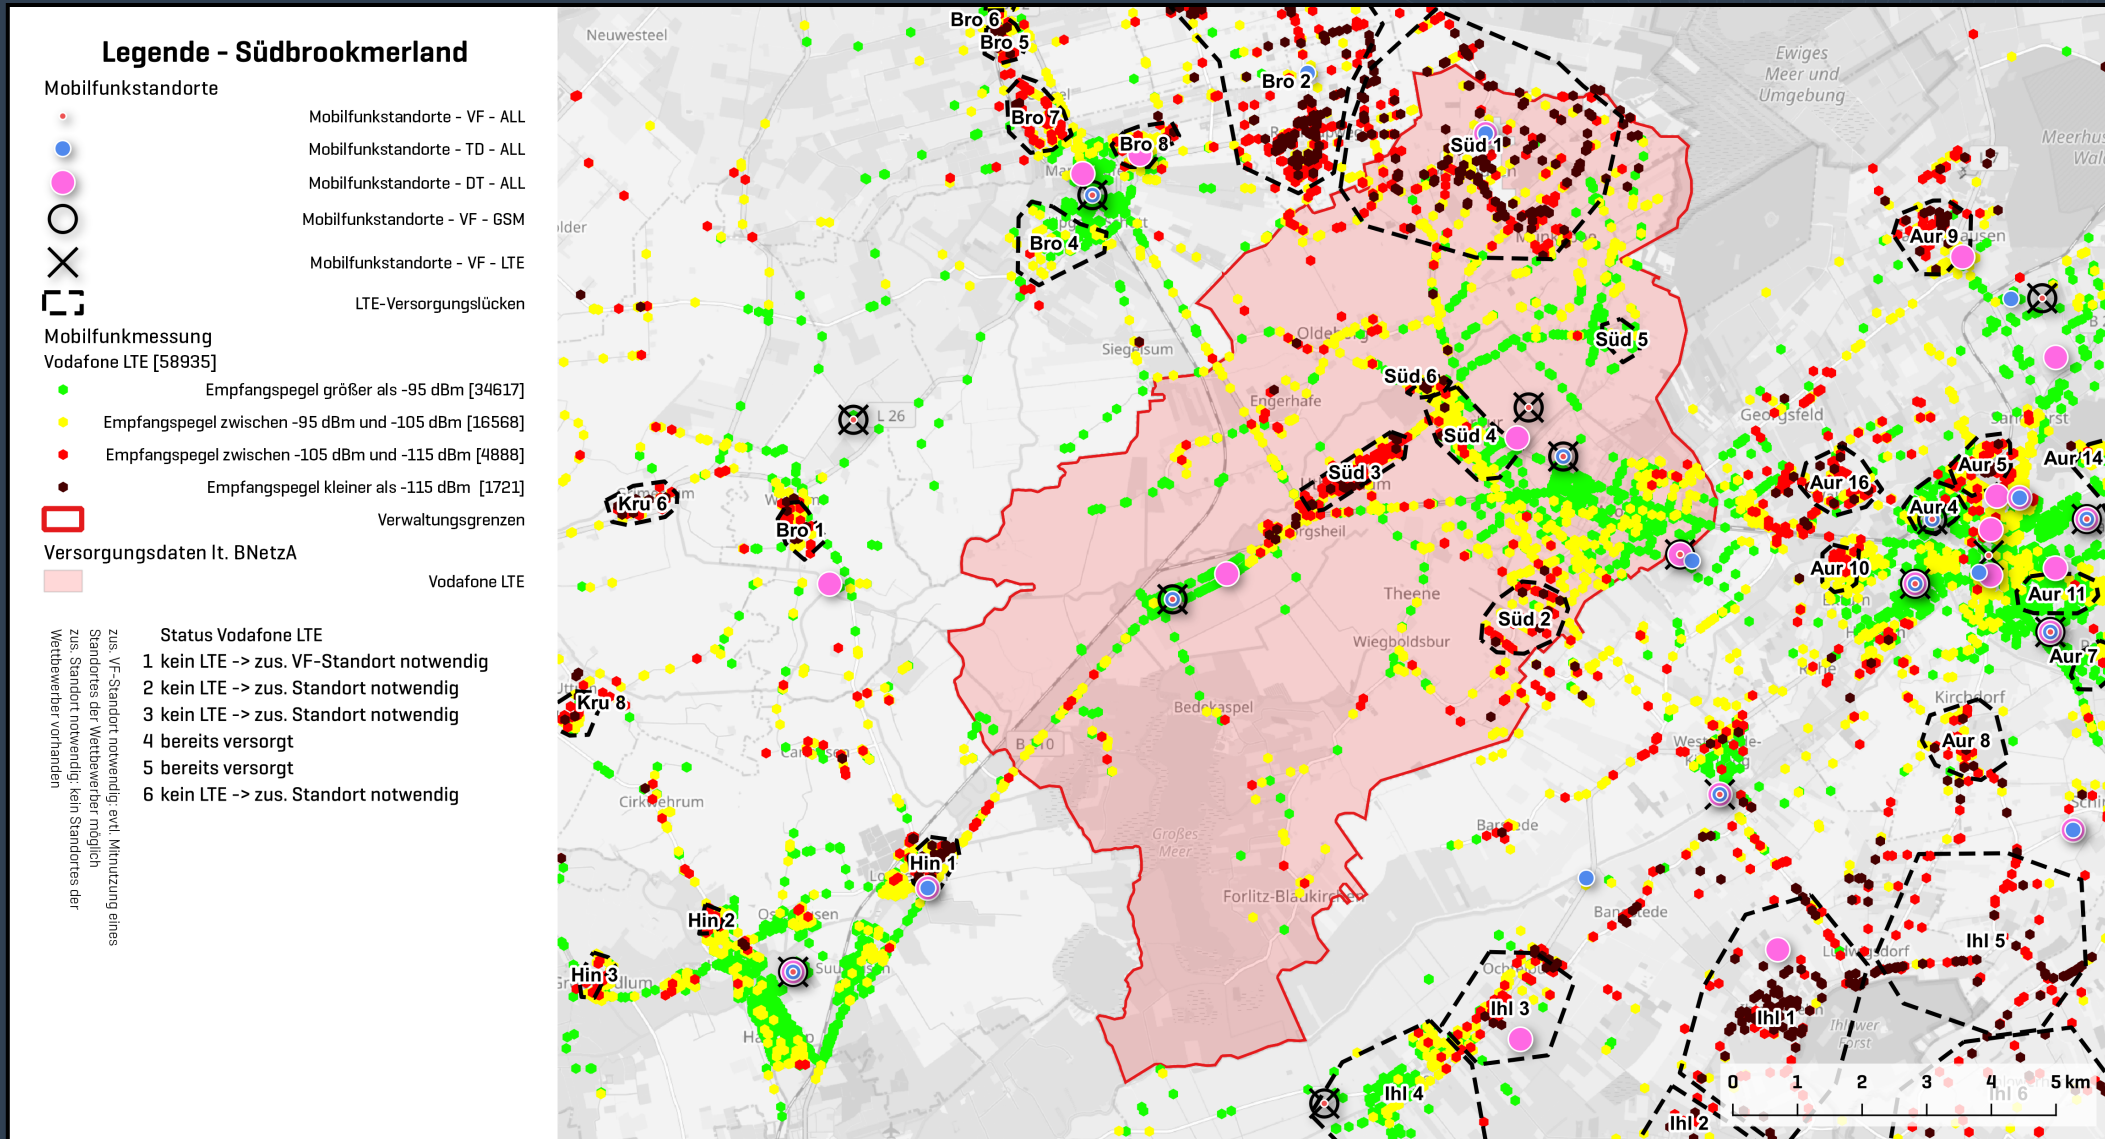 Legende - Südbrookmerland
Mobilfunkstandorte
Mobilfunkstandorte - VF - ALL
Mobilfunkstandorte - TD - ALL
Mobilfunkstandorte - DT - ALL
Mobilfunkstandorte - VF - GSM
Mobilfunkstandorte - VF - LTE
LTE-Versorgungslücken
Mobilfunkmessung
Vodafone LTE [58935]
Empfangspegel größer als -95 dBm [34617]
Empfangspegel zwischen -95 dBm und -105 dBm [16568]
Empfangspegel zwischen -105 dBm und -115 dBm [4888]
Empfangspegel kleiner als -115 dBm [1721]
Verwaltungsgrenzen
Versorgungsdaten lt. BNetzA
Vodafone LTE
Status Vodafone LTE
1 kein LTE -> zus. VF-Standort notwendig
2 kein LTE -> zus. Standort notwendig
3 kein LTE -> zus. Standort notwendig
4 bereits versorgt
5 bereits versorgt
6 kein LTE -> zus. Standort notwendig
zus. VF-Standort notwendig: evtl. Mitnutzung eines
Standortes der Wettbewerber möglich
zus. Standort notwendig: kein Standortes der
Wettbewerber vorhanden
Bro 6
Neuwesteel
Bro 5
Ewiges
Meer und
Umgebung
Bro 2
Bro 7
Bro 8
Süd 1
Bro 4
Aur 9
Süd 5
Oldeborg
Siegelsum
Süd 6
Engerhafe
L 26
Georgsfeld
Süd 4
Süd 3
Aur 5
Aur 14
Aur 16
Kru 6
Aur 4
Bro 1
Aur 10
Theene
Aur 11
Süd 2
Wiegboldsbur
Aur 7
Kru 8
Bedekaspel
Kirchdorf
B 210
Aur 8
Cirkwehrum
Großes
Meer
Barstede
Hin 1
Forlitz-Blaukirchen
Hin 2
Bangstede
Ihl 5
Ludwigsdorf
Hin 3
Ihl 3
Ihl 1
Ihlower
Forst
Ihl 4
Ihl 6
Ihl 2
0 1 2 3 4 5 km